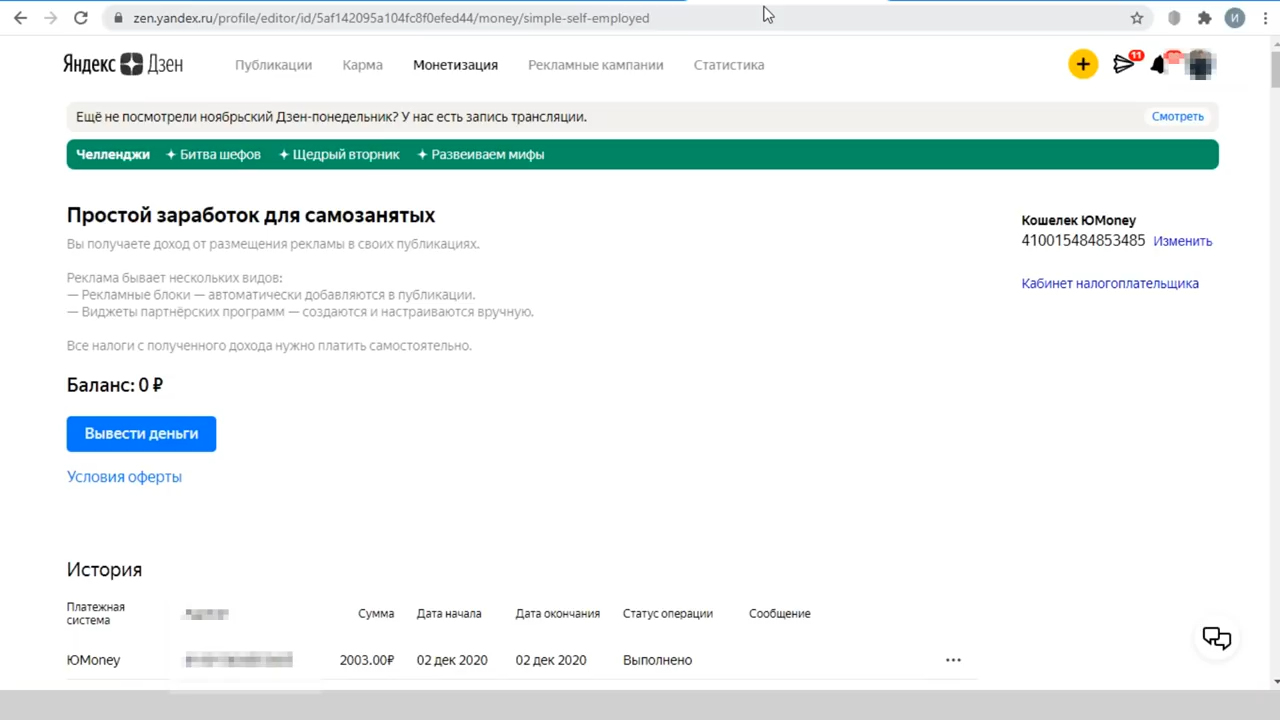 zen.yandex.ru/profile/editor/id/5af142095a104fc8f0efed44/money/simple-self-employed
И
Яндекс Дзен
Публикации Карма Монетизация Рекламные кампании Статистика
11
Ещё не посмотрели ноябрьский Дзен-понедельник? У нас есть запись трансляции. Смотреть
Челленджи Битва шефов Щедрый вторник Развеиваем мифы
Простой заработок для самозанятых
Вы получаете доход от размещения рекламы в своих публикациях.
Кошелек ЮMoney
410015484853485 Изменить
Кабинет налогоплательщика
Реклама бывает нескольких видов:
— Рекламные блоки — автоматически добавляются в публикации.
— Виджеты партнёрских программ — создаются и настраиваются вручную.
Все налоги с полученного дохода нужно платить самостоятельно.
Баланс: 0 ₽
Вывести деньги
Условия оферты
История
Платежная система Сумма Дата начала Дата окончания Статус операции Сообщение
ЮMoney 2003.00₽ 02 дек 2020 02 дек 2020 Выполнено